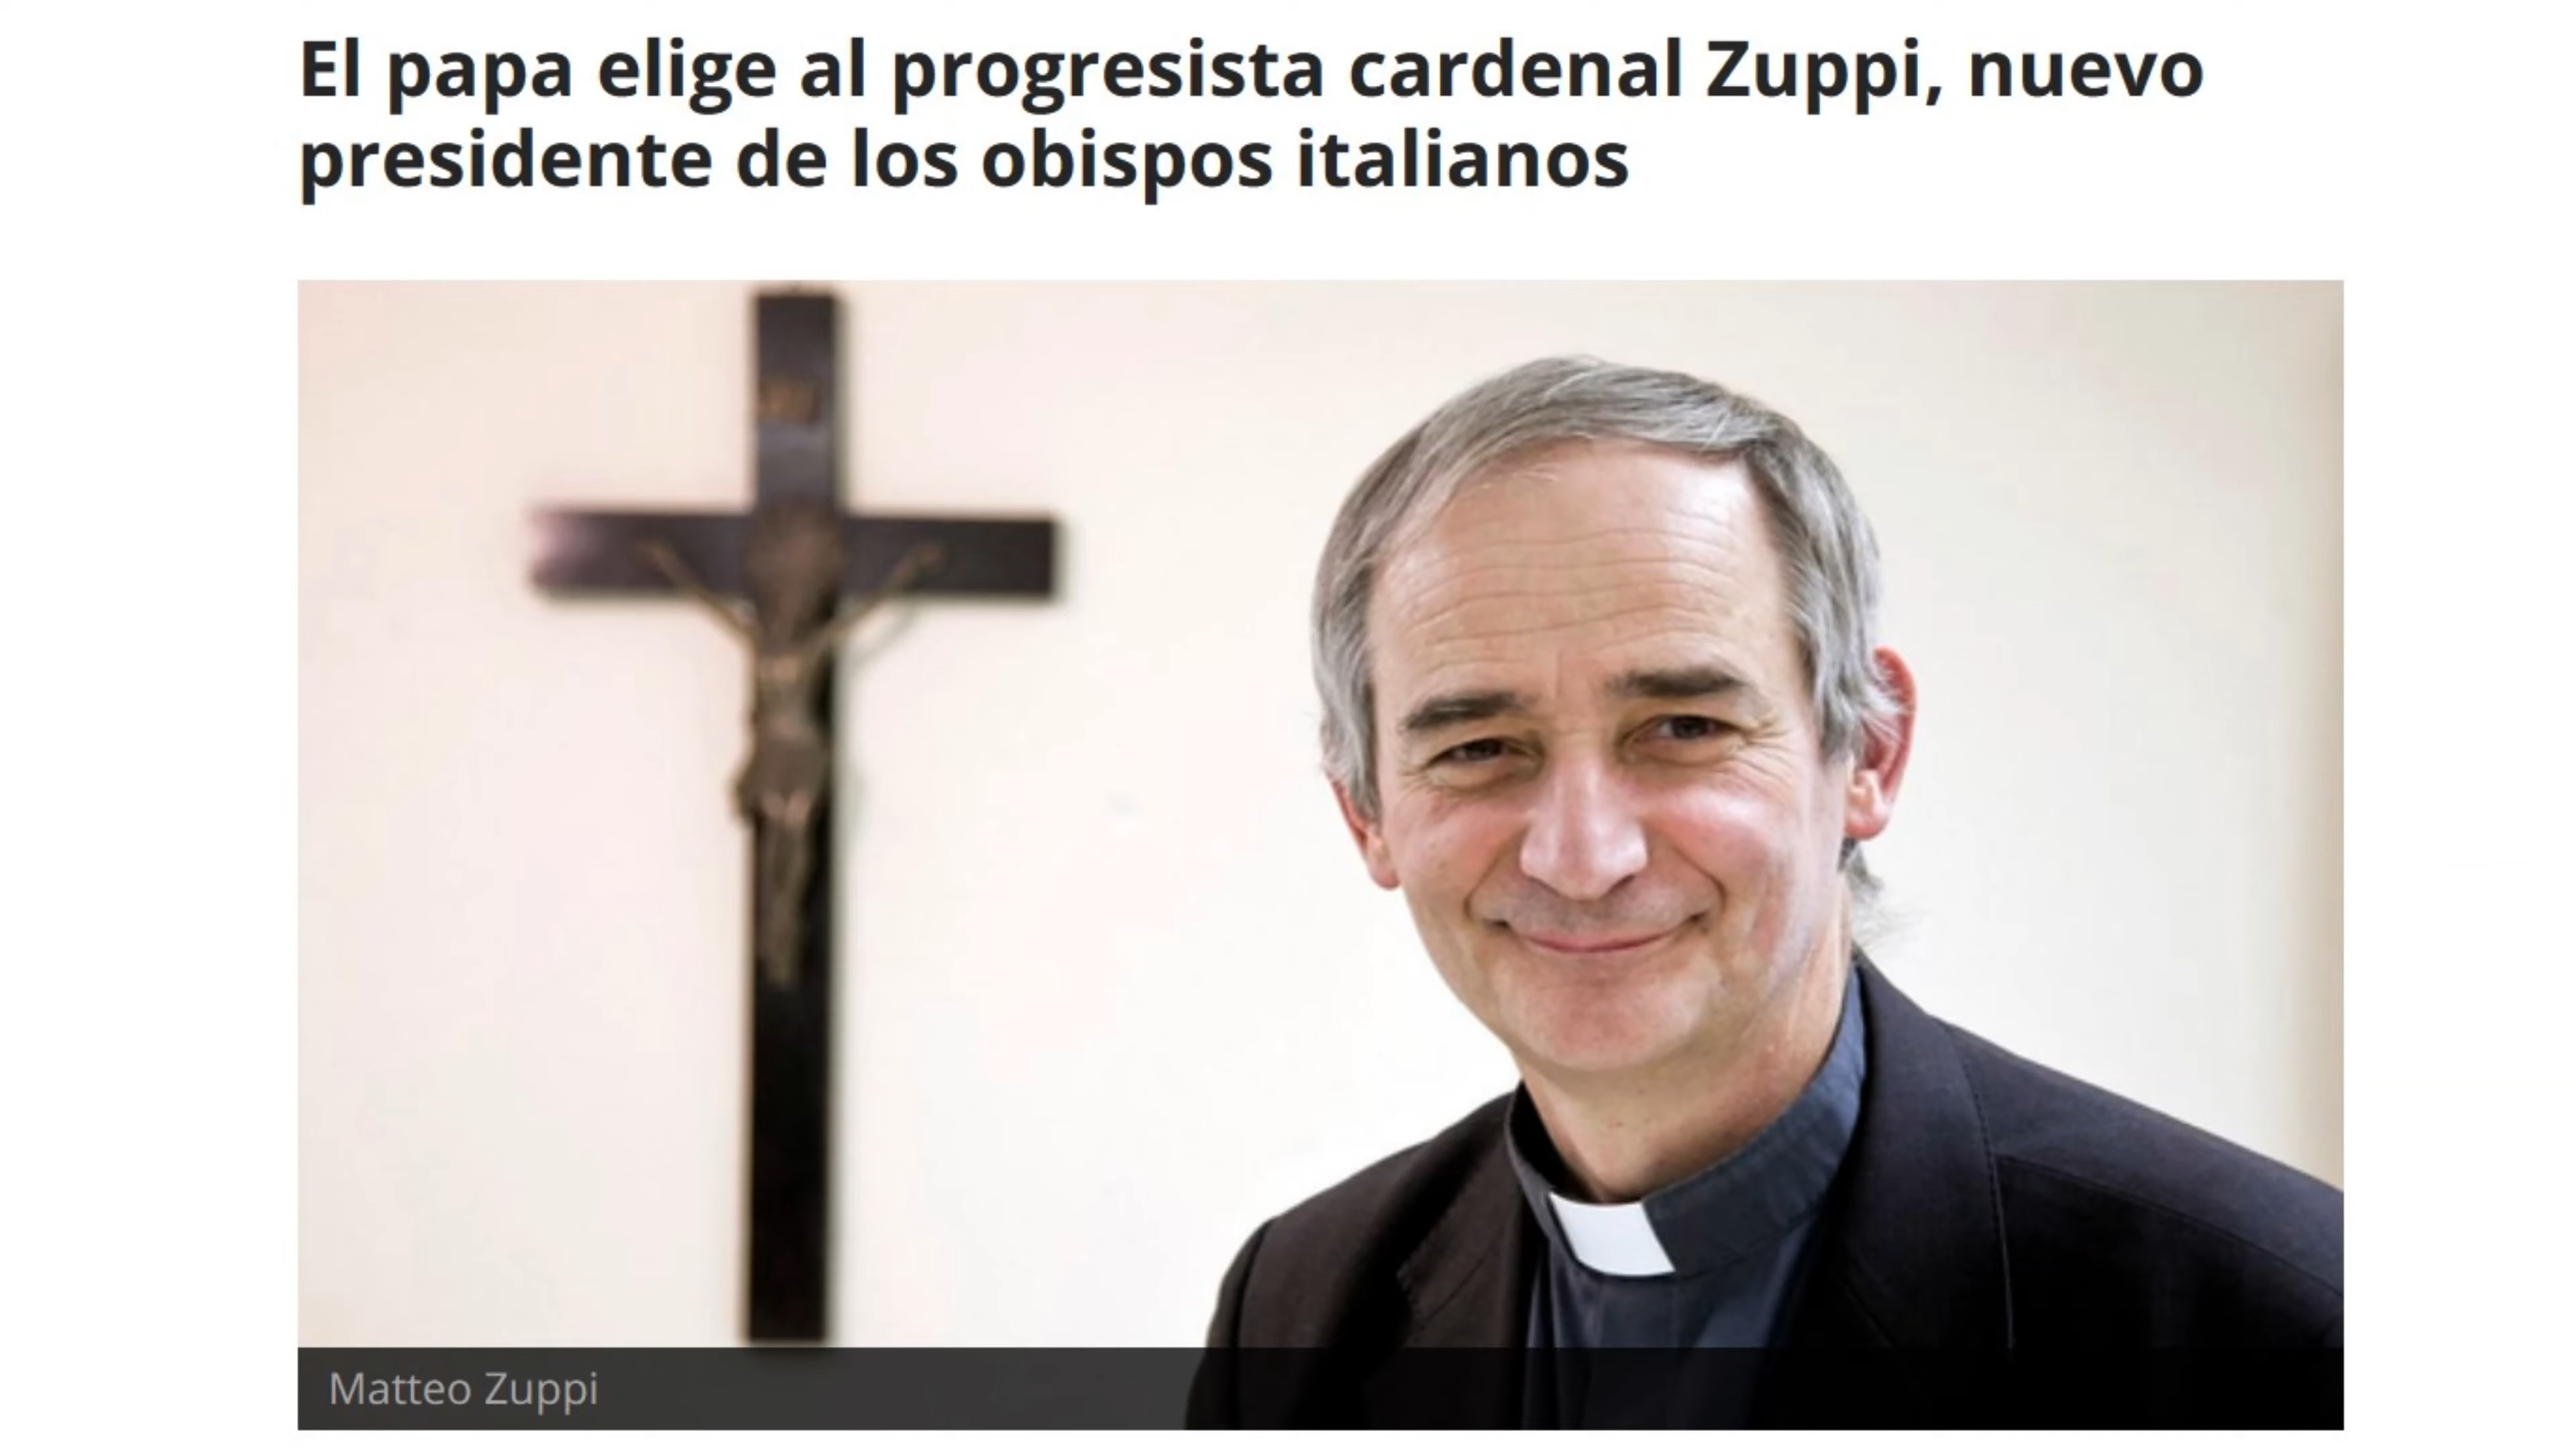 El papa elige al progresista cardenal Zuppi, nuevo
presidente de los obispos italianos
Matteo Zuppi